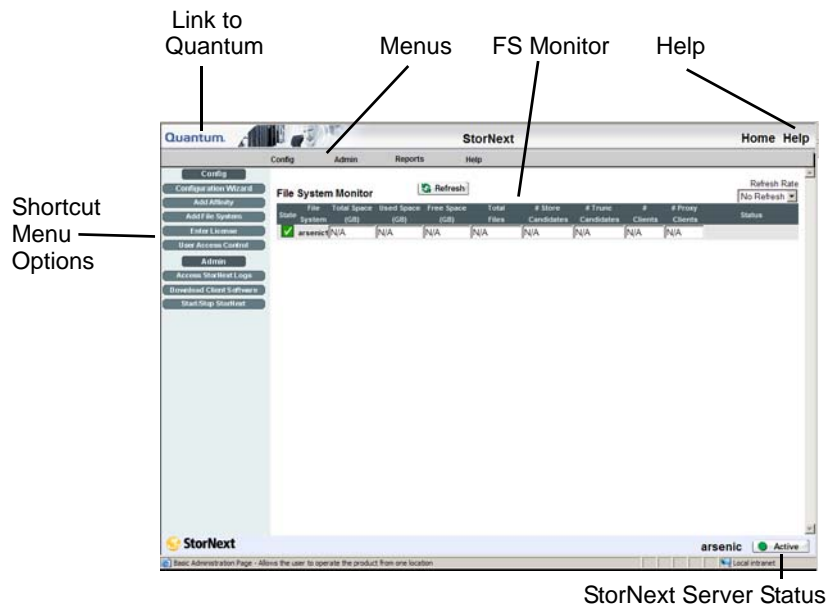 Link to
Quantum
Menus
FS Monitor
Help
Quantum.
StorNext
Home Help
Config Admin Reports Help
Config
Configuration Wizard
Add Affinity
Add File System
Enter License
User Access Control
Admin
Access StorNext Logs
Download Client Software
Start/Stop StorNext
Shortcut
Menu
Options
File System Monitor
Refresh
Refresh Rate
No Refresh
State File System Total Space (GB) Used Space (GB) Free Space (GB) Total Files # Store Candidates # Trunc Candidates # Clients # Proxy Clients Status
arsenic1 N/A N/A N/A N/A N/A N/A N/A N/A
StorNext
arsenic Active
Basic Administration Page - Allows the user to operate the product from one location
Local intranet
StorNext Server Status